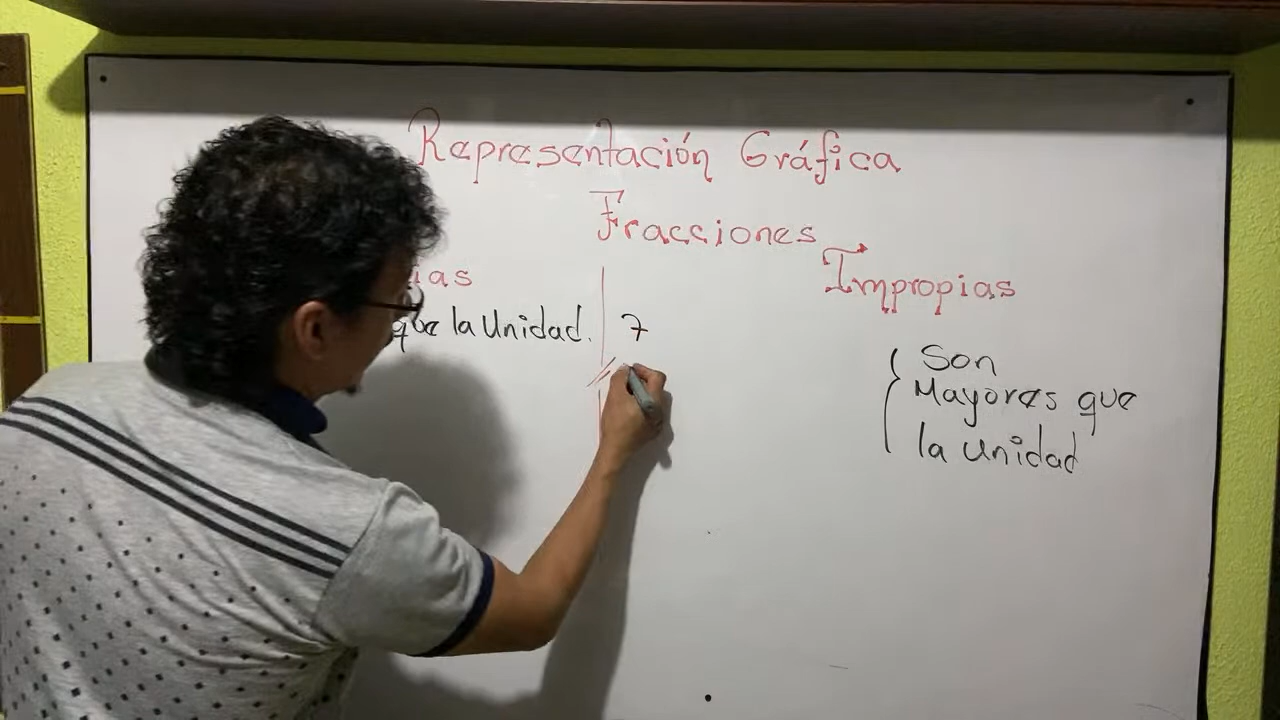 Representación Gráfica
Fracciones
Impropias
que la Unidad.
7
Son
Mayores que
la unidad